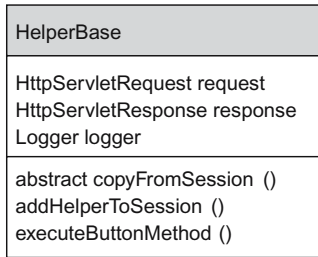 HelperBase
HttpServletRequest request
HttpServletResponse response
Logger logger
abstract copyFromSession ()
addHelperToSession ()
executeButtonMethod ()